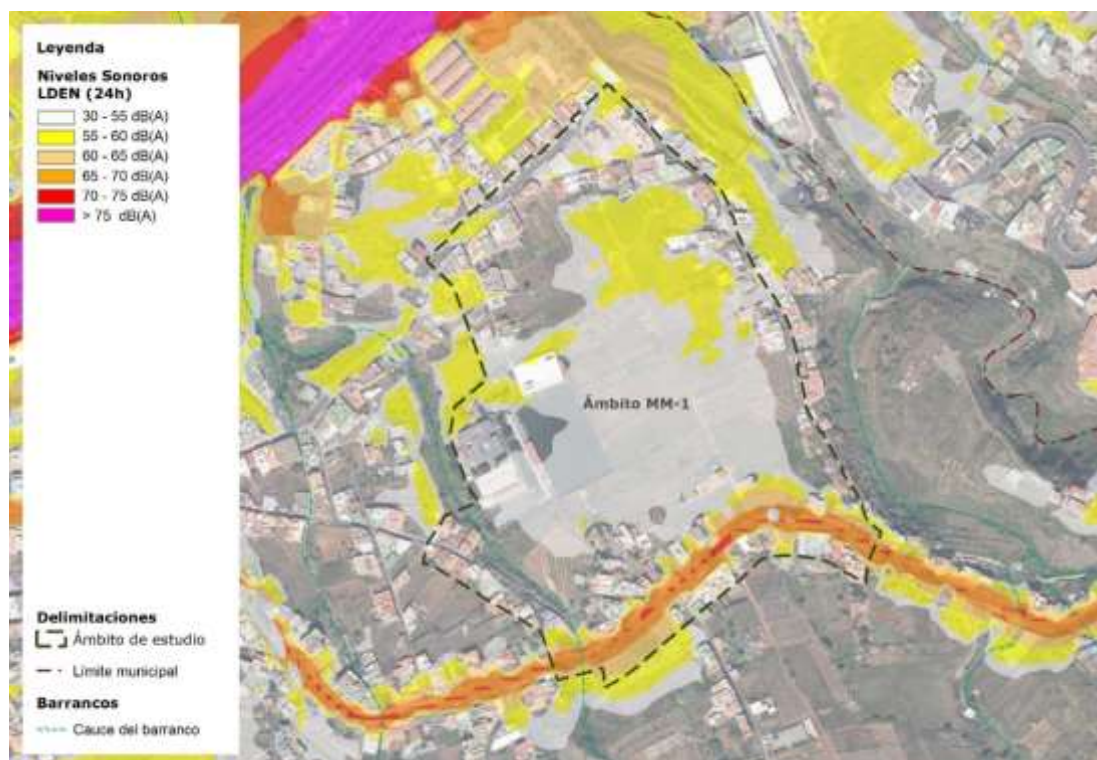 Leyenda
Niveles Sonoros
LDEN (24h)
30 - 55 dB(A)
55 - 60 dB(A)
60 - 65 dB(A)
65 - 70 dB(A)
70 - 75 dB(A)
> 75 dB(A)
Ámbito MM-1
Delimitaciones
Ámbito de estudio
Límite municipal
Barrancos
Cauce del barranco